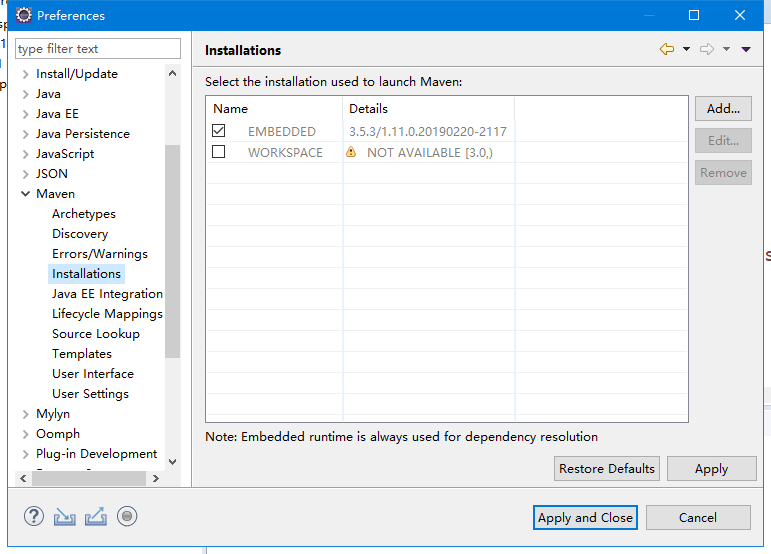 Preferences
type filter text
Install/Update
Java
Java EE
Java Persistence
JavaScript
JSON
Maven
Archetypes
Discovery
Errors/Warnings
Installations
Java EE Integration
Lifecycle Mappings
Source Lookup
Templates
User Interface
User Settings
Mylyn
Oomph
Plug-in Development
Installations
Select the installation used to launch Maven:
Name Details
EMBEDDED 3.5.3/1.11.0.20190220-2117
WORKSPACE NOT AVAILABLE [3.0,)
Add...
Edit...
Remove
Note: Embedded runtime is always used for dependency resolution
Restore Defaults Apply
Apply and Close Cancel